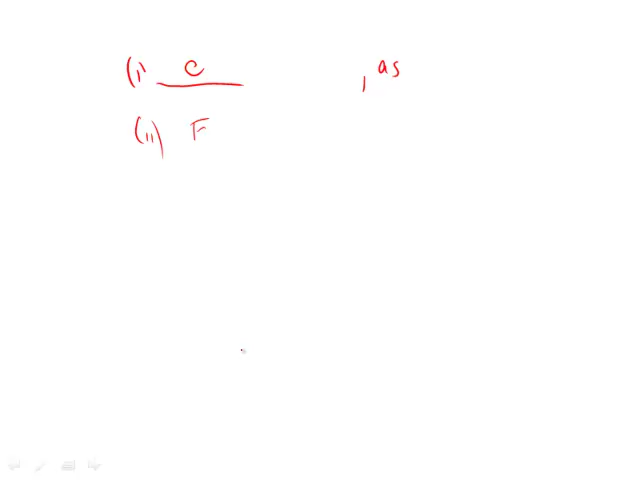 (i) C , as
(ii) F